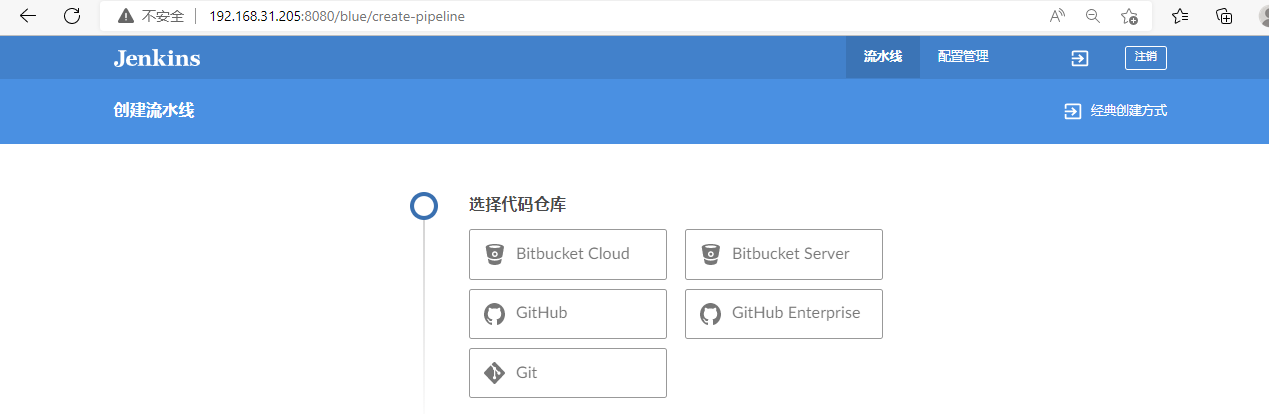 不安全 192.168.31.205:8080/blue/create-pipeline
Jenkins 流水线 配置管理 注销
创建流水线 经典创建方式
选择代码仓库
Bitbucket Cloud Bitbucket Server
GitHub GitHub Enterprise
Git